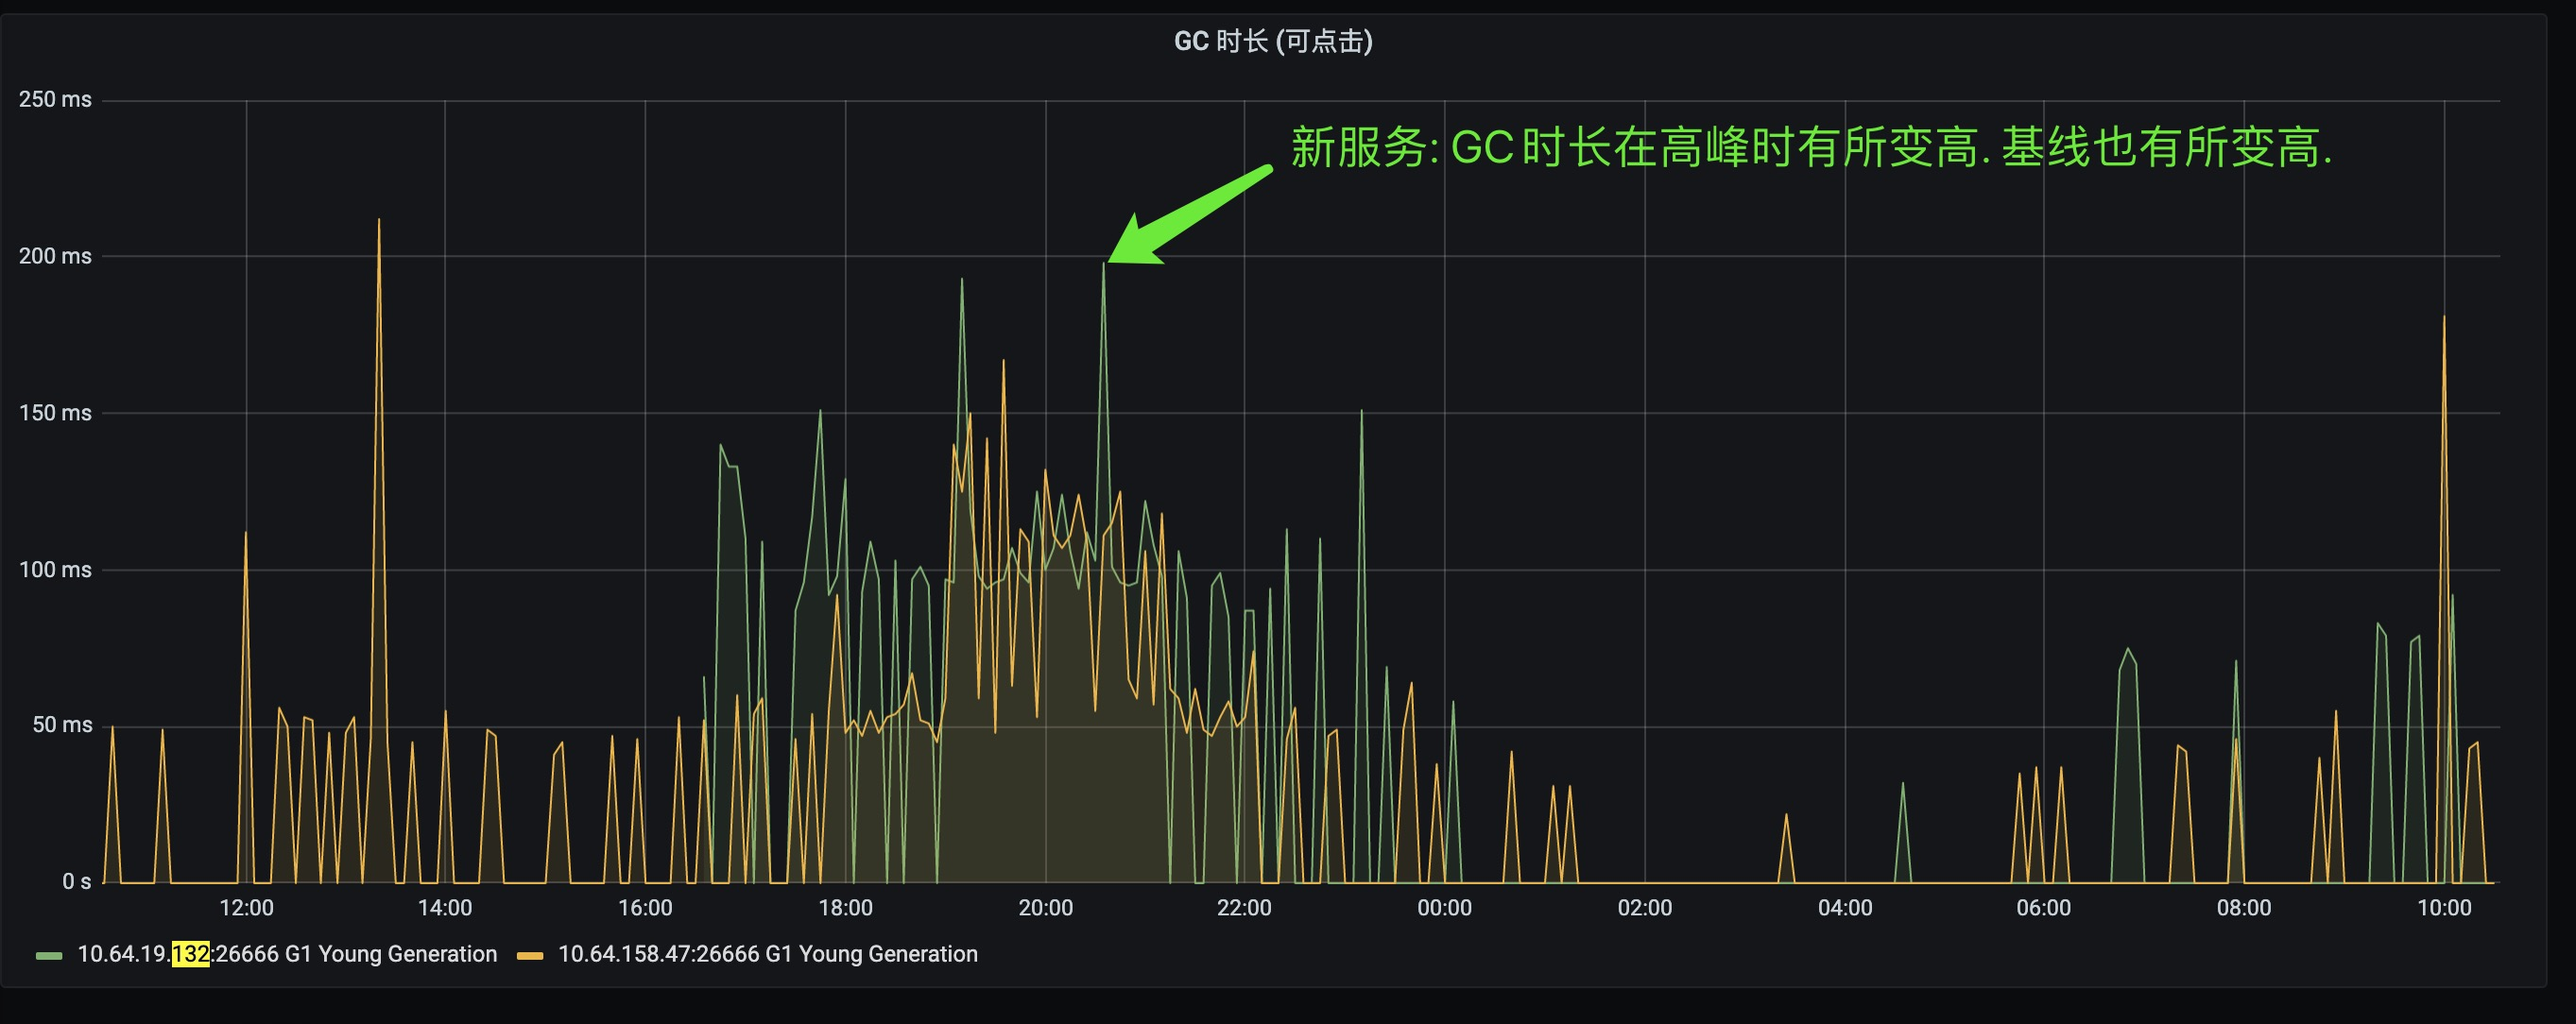 GC 时长 (可点击)
250 ms
新服务: GC 时长在高峰时有所变高. 基线也有所变高.
200 ms
150 ms
100 ms
50 ms
0 s
12:00 14:00 16:00 18:00 20:00 22:00 00:00 02:00 04:00 06:00 08:00 10:00
10.64.19.132:26666 G1 Young Generation 10.64.158.47:26666 G1 Young Generation